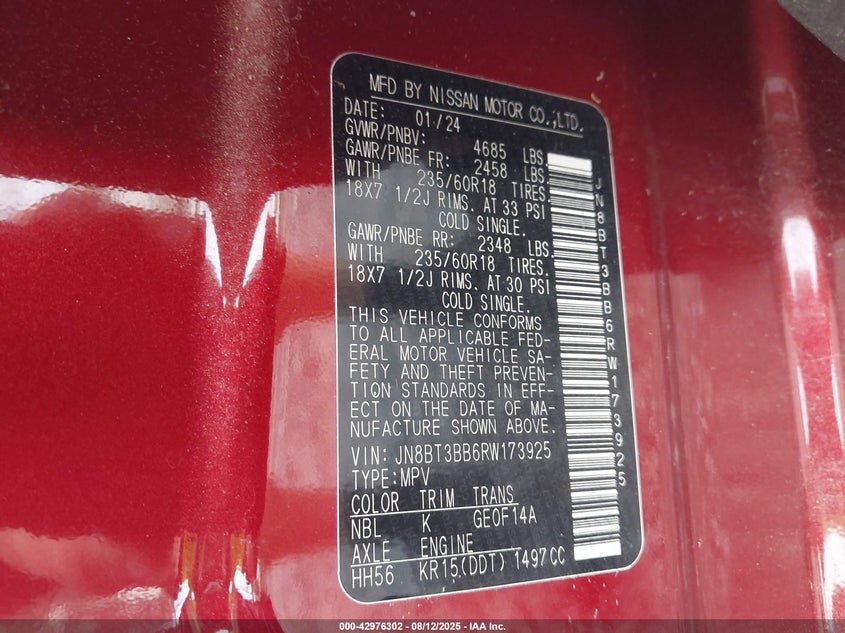 MFD BY NISSAN MOTOR CO.,LTD.
DATE: 01/24
GVWR/PNBV: 4685 LBS
GAWR/PNBE FR: 2458 LBS
WITH 235/60R18 TIRES.
18X7 1/2J RIMS. AT 33 PSI
COLD SINGLE.
GAWR/PNBE RR: 2348 LBS.
WITH 235/60R18 TIRES.
18X7 1/2J RIMS. AT 30 PSI
COLD SINGLE.
THIS VEHICLE CONFORMS
TO ALL APPLICABLE FED-
ERAL MOTOR VEHICLE SA-
FETY AND THEFT PREVEN-
TION STANDARDS IN EFF-
ECT ON THE DATE OF MA-
NUFACTURE SHOWN ABOVE.
VIN: JN8BT3BB6RW173925
TYPE:MPV
COLOR TRIM TRANS
NBL K GE0F14A
AXLE ENGINE
HH56 KR15(DDT) 1497CC
JN8BT3BB6RW173925
000-42976302 - 08/12/2025 - IAA Inc.